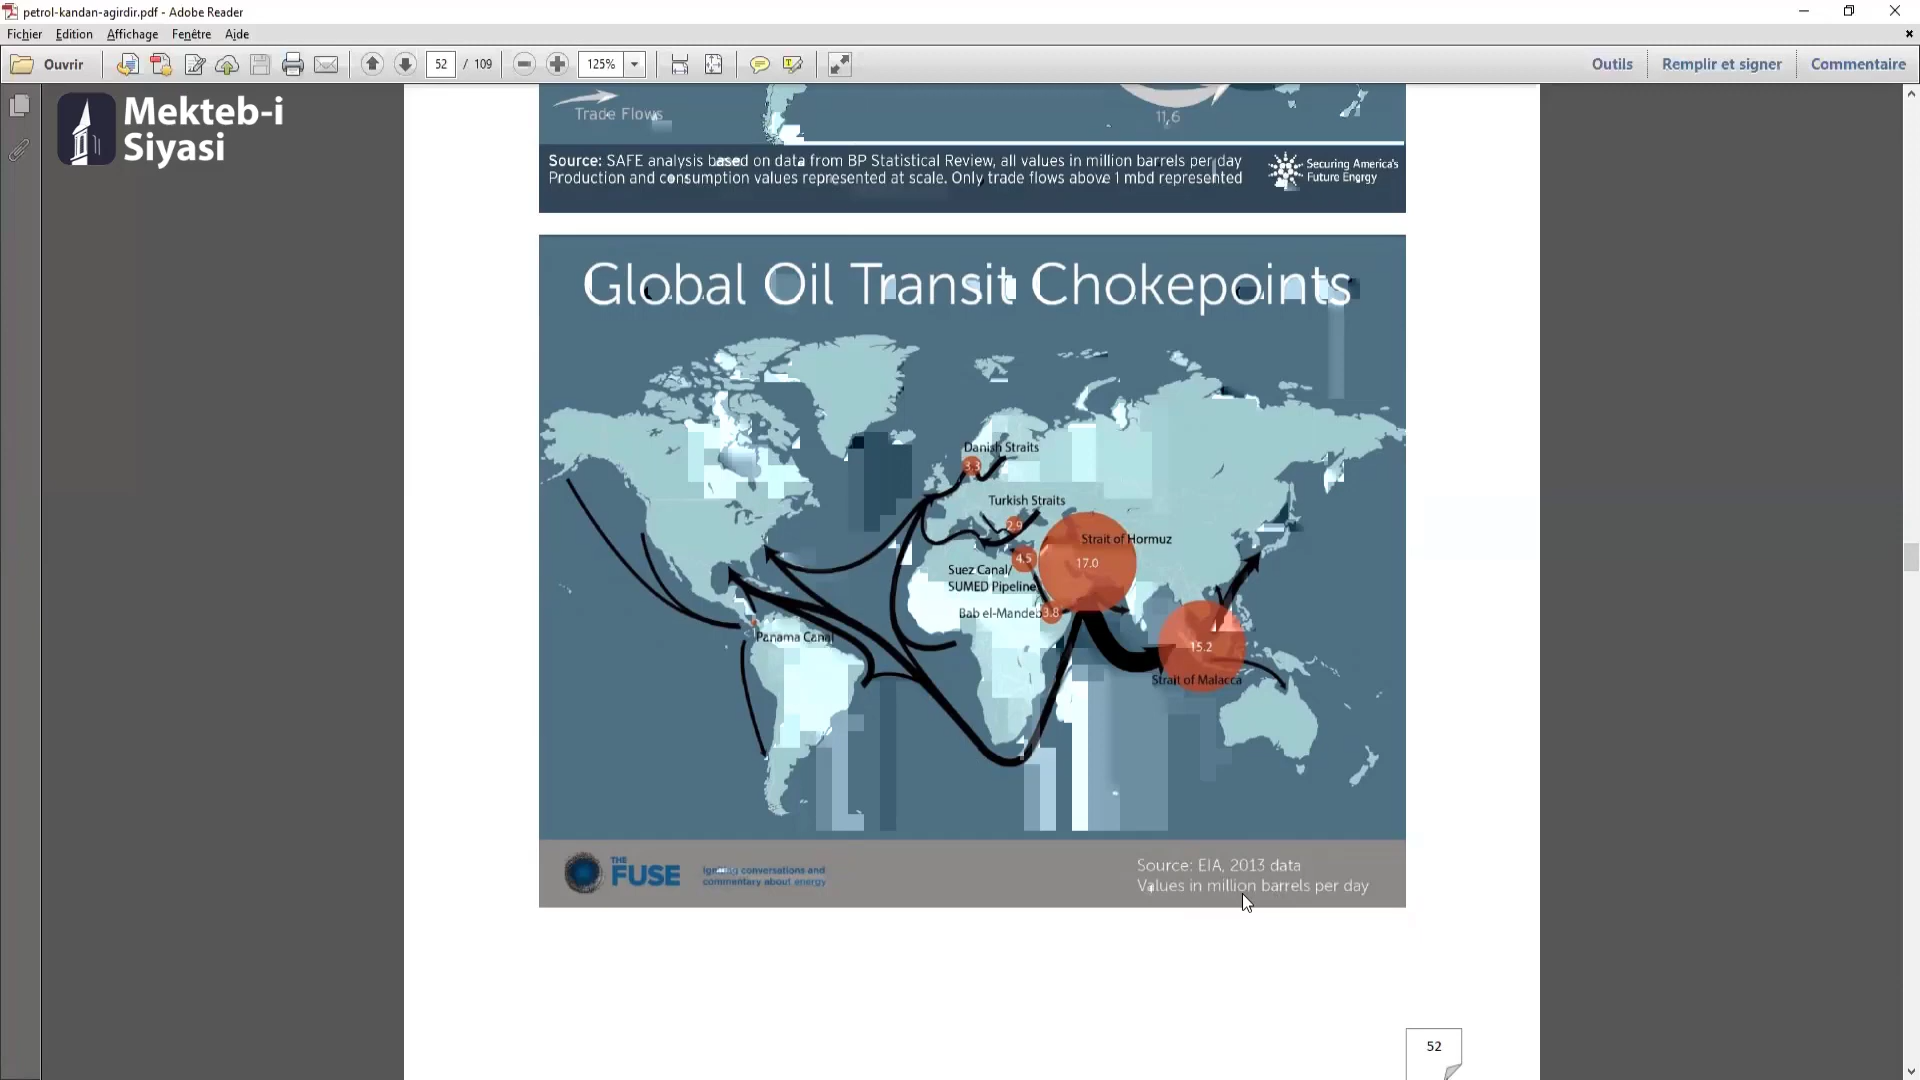 petrol-kandan-agirdir.pdf - Adobe Reader
Fichier Edition Affichage Fenêtre Aide
Ouvrir 52 / 109 125% Outils Remplir et signer Commentaire
Mekteb-i
Siyasi
Trade Flows
11,6
Source: SAFE analysis based on data from BP Statistical Review, all values in million barrels per day
Production and consumption values represented at scale. Only trade flows above 1 mbd represented
Securing America's
Future Energy
Global Oil Transit Chokepoints
Danish Straits
3.3
Turkish Straits
2.9
Strait of Hormuz
17.0
4.5
Suez Canal/
SUMED Pipeline
Bab el-Mandeb 3.8
<1
Panama Canal
15.2
Strait of Malacca
THE
FUSE
Igniting conversations and
commentary about energy
Source: EIA, 2013 data
Values in million barrels per day
52